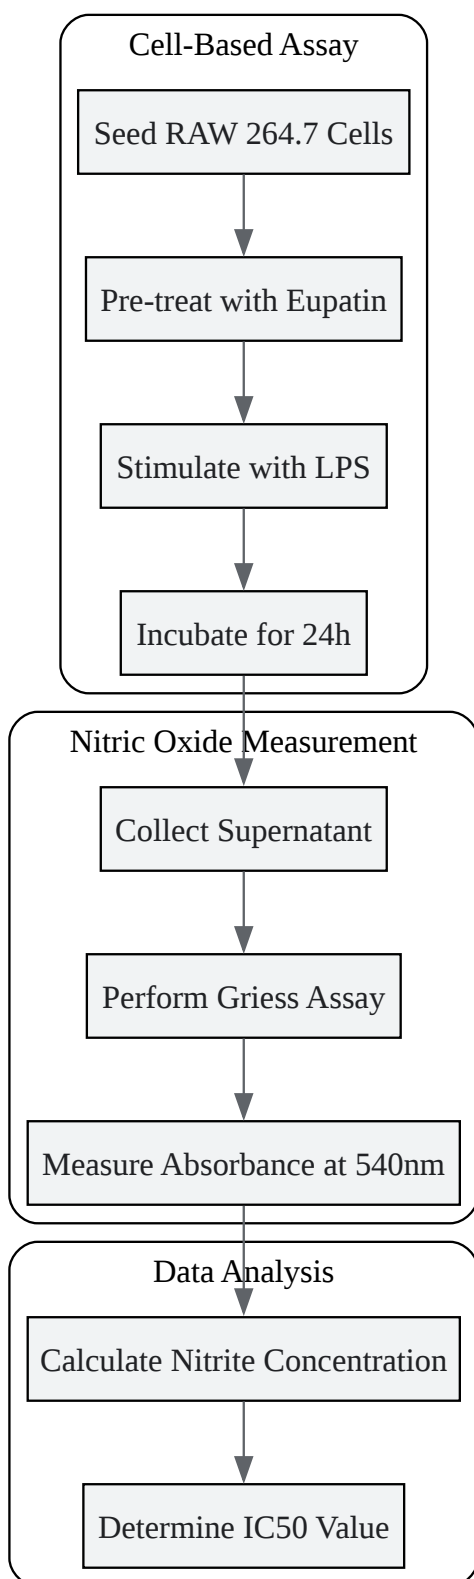 Cell-Based Assay
Seed RAW 264.7 Cells
Pre-treat with Eupatin
Stimulate with LPS
Incubate for 24h
Nitric Oxide Measurement
Collect Supernatant
Perform Griess Assay
Measure Absorbance at 540nm
Data Analysis
Calculate Nitrite Concentration
Determine IC50 Value